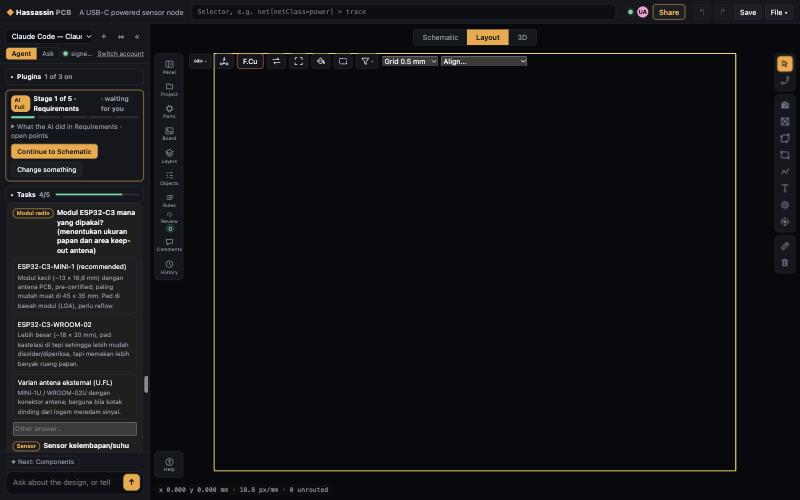 Hassassin PCB
A USB-C powered sensor node
Selector, e.g. net[netClass=power] > trace
UA
Share
Save
File
Claude Code — Clau
Agent
Ask
signe...
Switch account
Schematic
Layout
3D
Plugins 1 of 3 on
AI Full
Stage 1 of 5 · Requirements
· waiting for you
What the AI did in Requirements · open points
Continue to Schematic
Change something
Tasks 4/5
Modul radio
Modul ESP32-C3 mana
yang dipakai?
(menentukan ukuran
papan dan area keep-
out antena)
ESP32-C3-MINI-1 (recommended)
Modul kecil (~13 × 16,6 mm) dengan
antena PCB, pre-certified; paling
mudah muat di 45 × 35 mm. Pad di
bawah modul (LGA), perlu reflow.
ESP32-C3-WROOM-02
Lebih besar (~18 × 20 mm), pad
kastelasi di tepi sehingga lebih mudah
disolder/diperiksa, tapi memakan lebih
banyak ruang papan.
Varian antena eksternal (U.FL)
MINI-1U / WROOM-02U dengan
konektor antena; berguna bila kotak
dinding dari logam meredam sinyal.
Other answer...
Sensor
Sensor kelembapan/suhu
Next: Components
Ask about the design, or tell
Panel
Project
Parts
Board
Layers
Objects
Rules
Review
0
Comments
History
Help
F.Cu
Grid 0.5 mm
Align...
x 0.000 y 0.000 mm · 18.8 px/mm · 0 unrouted